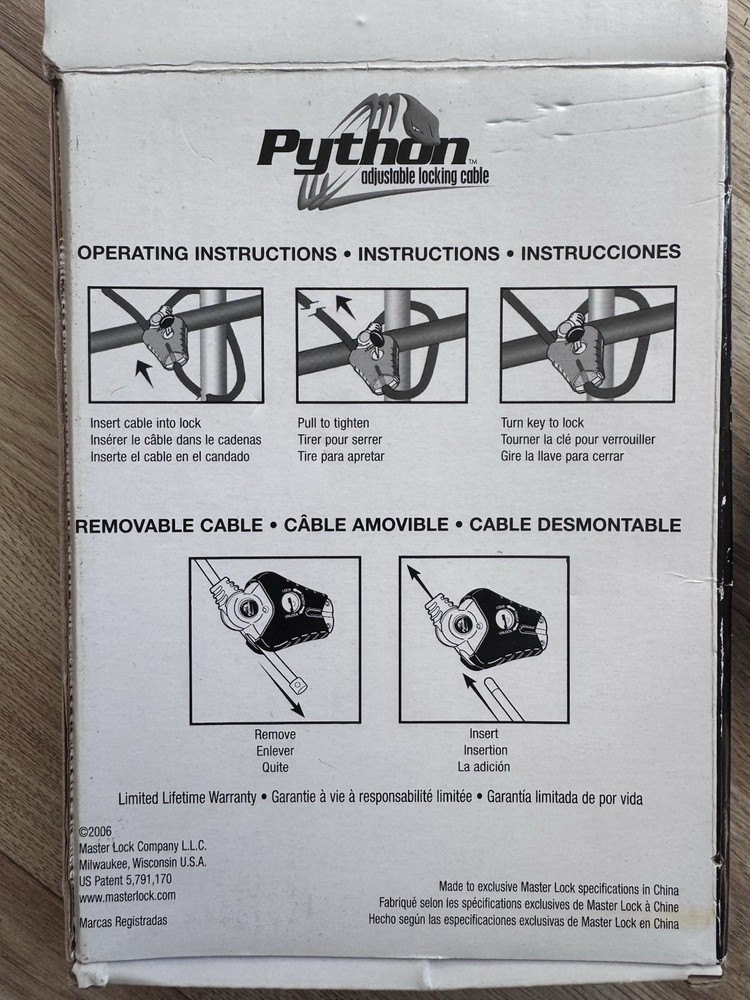 Python™
adjustable locking cable
OPERATING INSTRUCTIONS • INSTRUCTIONS • INSTRUCCIONES
Insert cable into lock
Insérer le câble dans le cadenas
Inserte el cable en el candado
Pull to tighten
Tirer pour serrer
Tire para apretar
Turn key to lock
Tourner la clé pour verrouiller
Gire la llave para cerrar
REMOVABLE CABLE • CÂBLE AMOVIBLE • CABLE DESMONTABLE
LOCK
UNLOCK
LOCK
UNLOCK
Remove
Enlever
Quite
Insert
Insertion
La adición
Limited Lifetime Warranty • Garantie à vie à responsabilité limitée • Garantía limitada de por vida
©2006
Master Lock Company L.L.C.
Milwaukee, Wisconsin U.S.A.
US Patent 5,791,170
www.masterlock.com
Marcas Registradas
Made to exclusive Master Lock specifications in China
Fabriqué selon les spécifications exclusives de Master Lock à Chine
Hecho según las especificaciones exclusivas de Master Lock en China